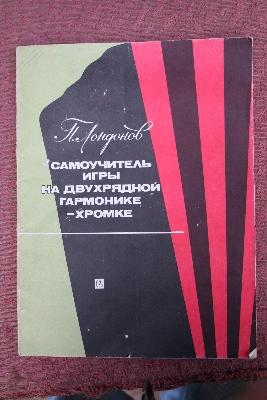 П. Лондонов
САМОУЧИТЕЛЬ
ИГРЫ
НА ДВУХРЯДНОЙ
ГАРМОНИКЕ
-ХРОМКЕ